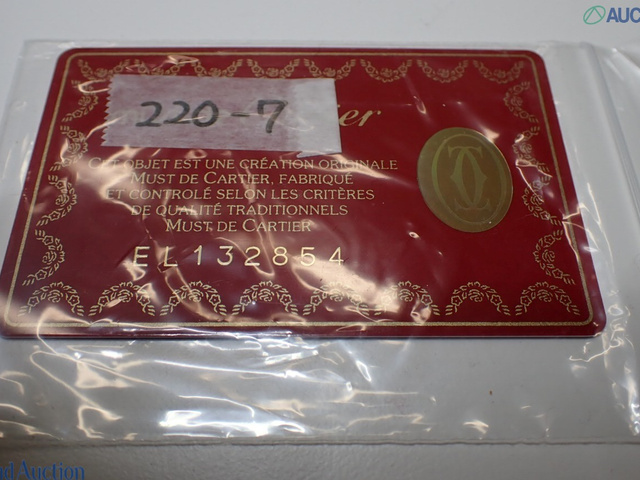 AUC
220-7
CET OBJET EST UNE CRÉATION ORIGINALE
MUST DE CARTIER, FABRIQUÉ
ET CONTROLÉ SELON LES CRITÈRES
DE QUALITÉ TRADITIONNELS
MUST DE CARTIER
EL132854
nd Auction